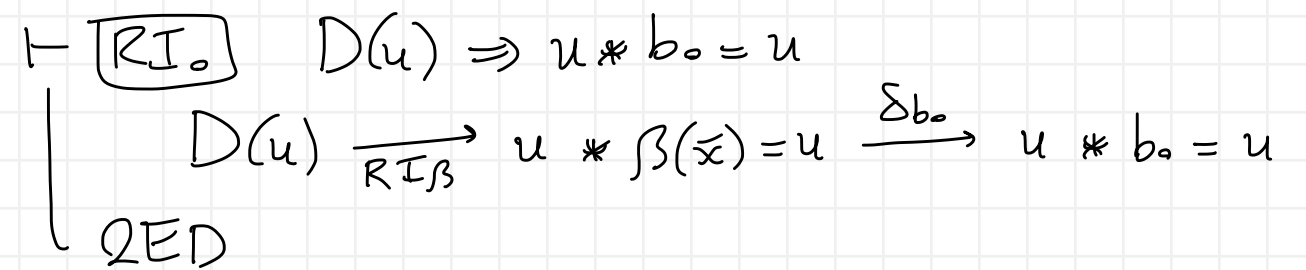 ⊢ RI₀ D(u) ⇒ u * b₀ = u
D(u) →RIβ u * β(x̄) = u →δb₀ u * b₀ = u
QED